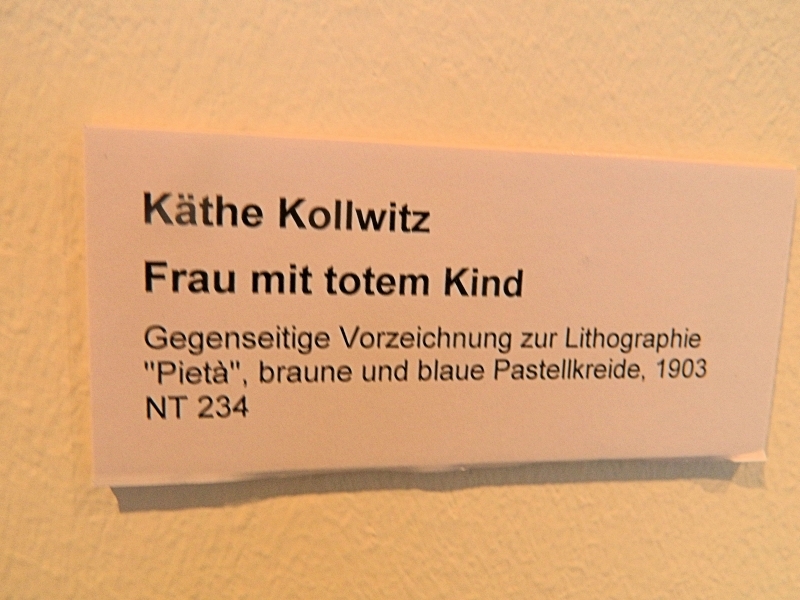 Käthe Kollwitz
Frau mit totem Kind
Gegenseitige Vorzeichnung zur Lithographie
"Pietà", braune und blaue Pastellkreide, 1903
NT 234